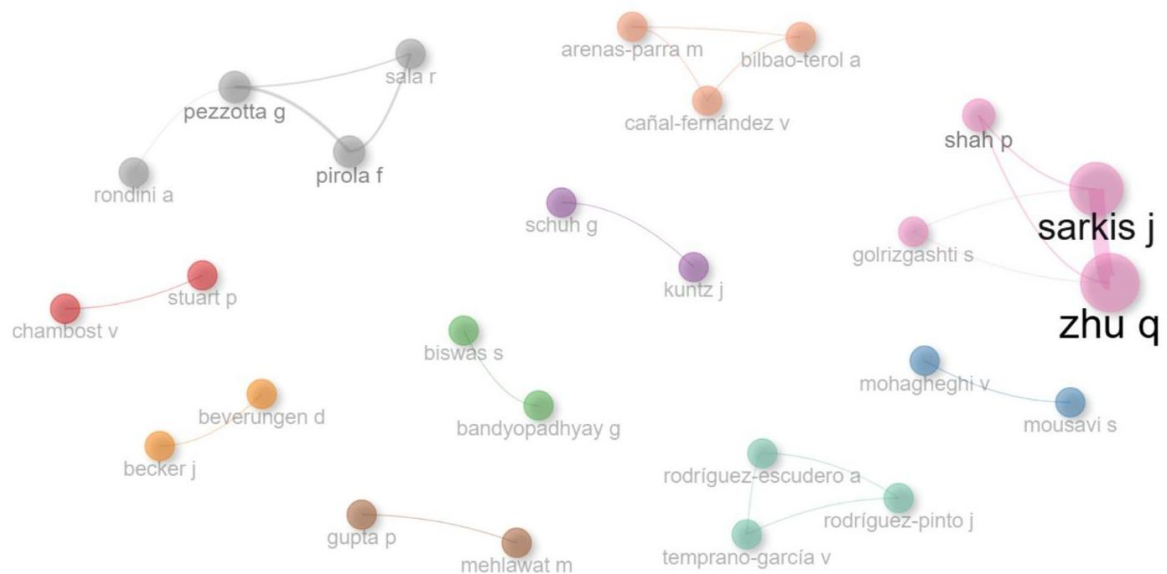 arenas-parra m
bilbao-terol a
sala r
pezzotta g
cañal-fernández v
shah p
pirola f
rondini a
schuh g
sarkis j
golrizgashti s
kuntz j
stuart p
chambost v
zhu q
biswas s
mohagheghi v
beverungen d
mousavi s
bandyopadhyay g
becker j
rodríguez-escudero a
rodríguez-pinto j
gupta p
temprano-garcía v
mehlawat m